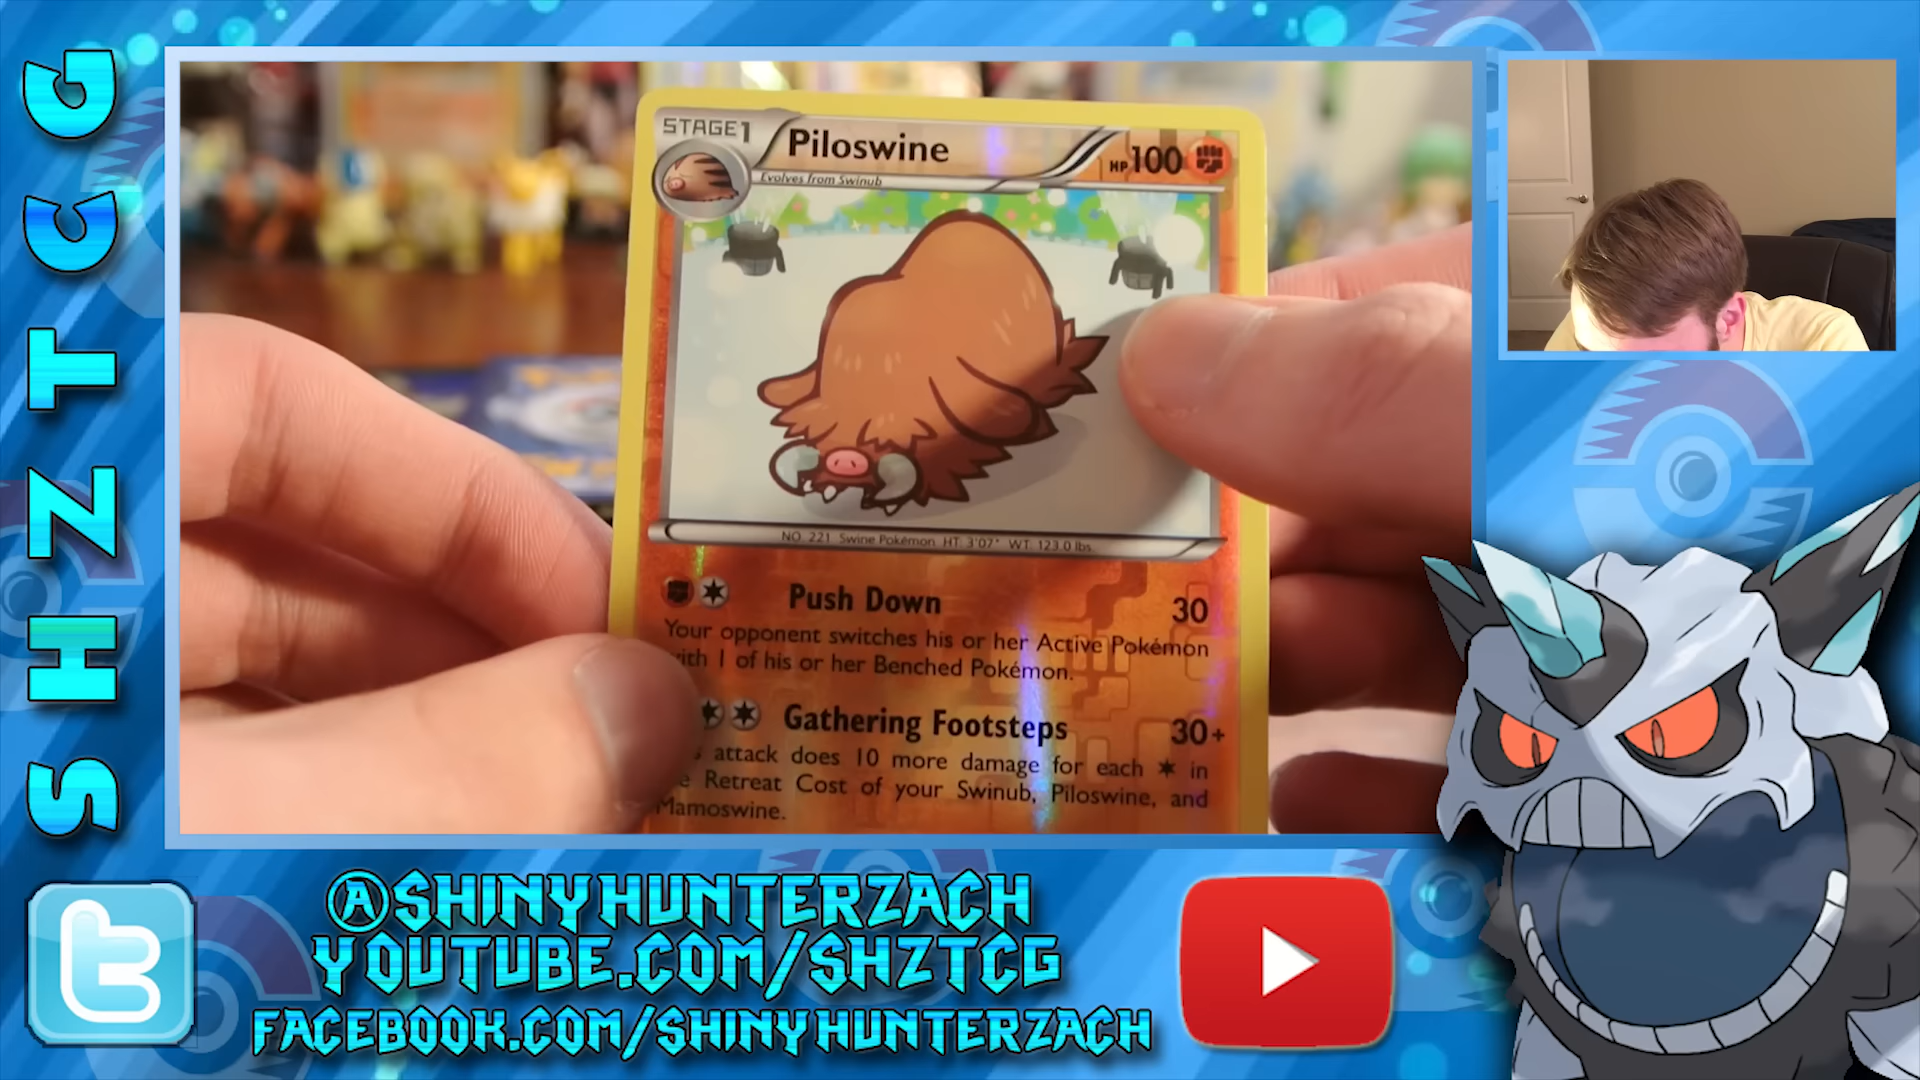 SHZTCG
STAGE1
Piloswine
HP100
Evolves from Swinub
NO. 221 Swine Pokémon HT: 3'07" WT: 123.0 lbs.
Push Down 30
Your opponent switches his or her Active Pokémon
with 1 of his or her Benched Pokémon.
Gathering Footsteps 30+
attack does 10 more damage for each in
Retreat Cost of your Swinub, Piloswine, and
Mamoswine.
@SHINYHUNTERZACH
YOUTUBE.COM/SHZTCG
FACEBOOK.COM/SHINYHUNTERZACH